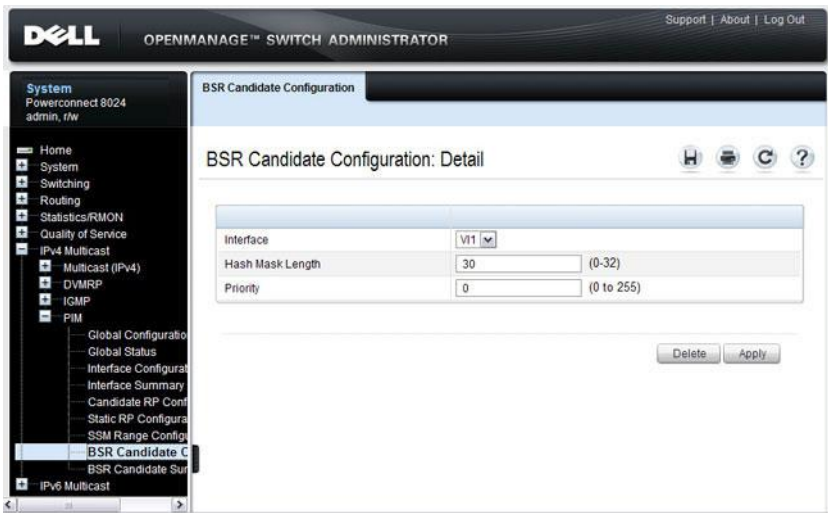 Support | About | Log Out
DELL
OPENMANAGE™ SWITCH ADMINISTRATOR
System
Powerconnect 8024
admin, r/w
BSR Candidate Configuration
Home
System
Switching
Routing
Statistics/RMON
Quality of Service
IPv4 Multicast
Multicast (IPv4)
DVMRP
IGMP
PIM
Global Configuratio
Global Status
Interface Configurat
Interface Summary
Candidate RP Conf
Static RP Configura
SSM Range Configu
BSR Candidate C
BSR Candidate Sur
IPv6 Multicast
BSR Candidate Configuration: Detail
?
Interface VI1
Hash Mask Length 30 (0-32)
Priority 0 (0 to 255)
Delete Apply